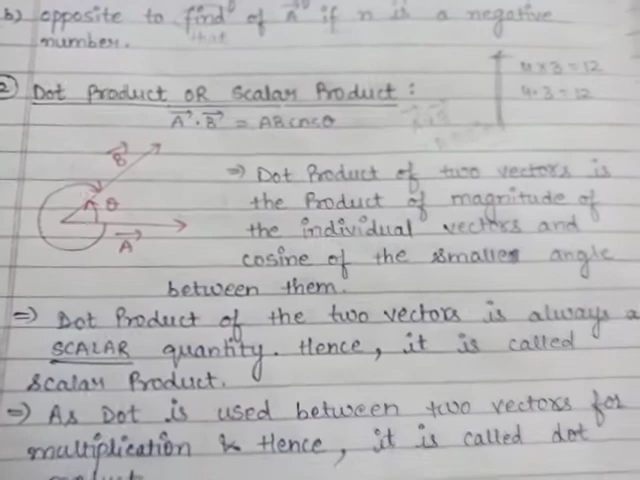 b) opposite to find of A⃗ if n is a negative
number.
4 × 3 = 12
4 · 3 = 12
② Dot Product OR Scalar Product :
A⃗ · B⃗ = AB cosθ
B⃗
θ
A⃗
⇒ Dot Product of two vectors is
the Product of magnitude of
the individual vectors and
cosine of the smaller angle
between them.
⇒ Dot Product of the two vectors is always a
SCALAR quantity. Hence, it is called
Scalar Product.
⇒ As Dot is used between two vectors for
multiplication & Hence, it is called dot